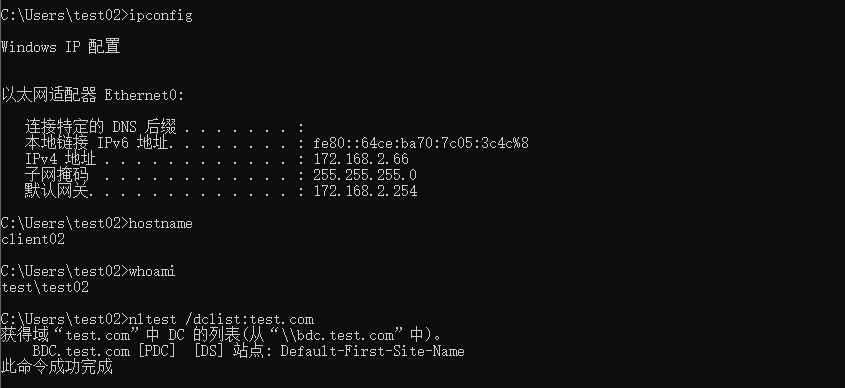 C:\Users\test02>ipconfig
Windows IP 配置
以太网适配器 Ethernet0:
连接特定的 DNS 后缀 . . . . . . . :
本地链接 IPv6 地址. . . . . . . . : fe80::64ce:ba70:7c05:3c4c%8
IPv4 地址 . . . . . . . . . . . . : 172.168.2.66
子网掩码 . . . . . . . . . . . . : 255.255.255.0
默认网关. . . . . . . . . . . . . : 172.168.2.254
C:\Users\test02>hostname
client02
C:\Users\test02>whoami
test\test02
C:\Users\test02>nltest /dclist:test.com
获得域“test.com”中 DC 的列表(从“\\bdc.test.com”中)。
BDC.test.com [PDC] [DS] 站点: Default-First-Site-Name
此命令成功完成